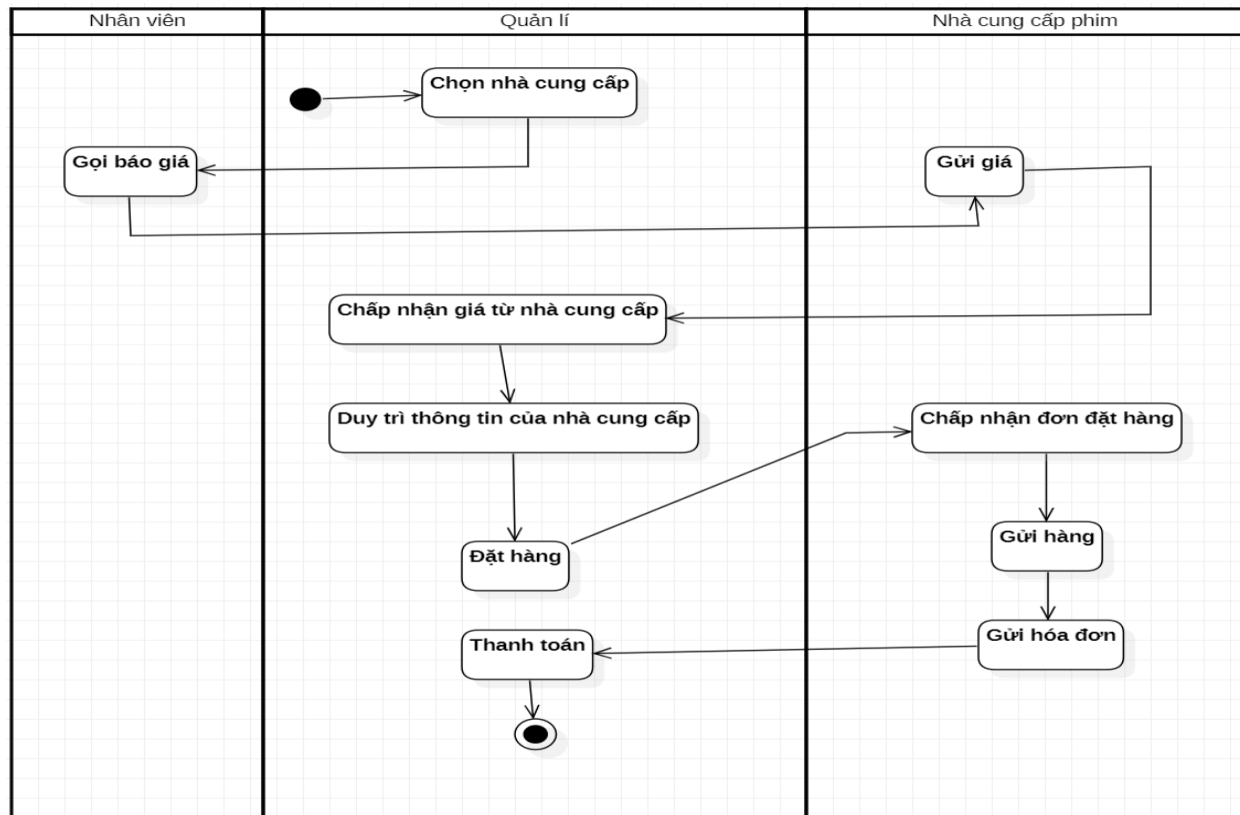 Nhân viên
Quản lí
Nhà cung cấp phim
Chọn nhà cung cấp
Gọi báo giá
Gửi giá
Chấp nhận giá từ nhà cung cấp
Duy trì thông tin của nhà cung cấp
Chấp nhận đơn đặt hàng
Đặt hàng
Gửi hàng
Thanh toán
Gửi hóa đơn